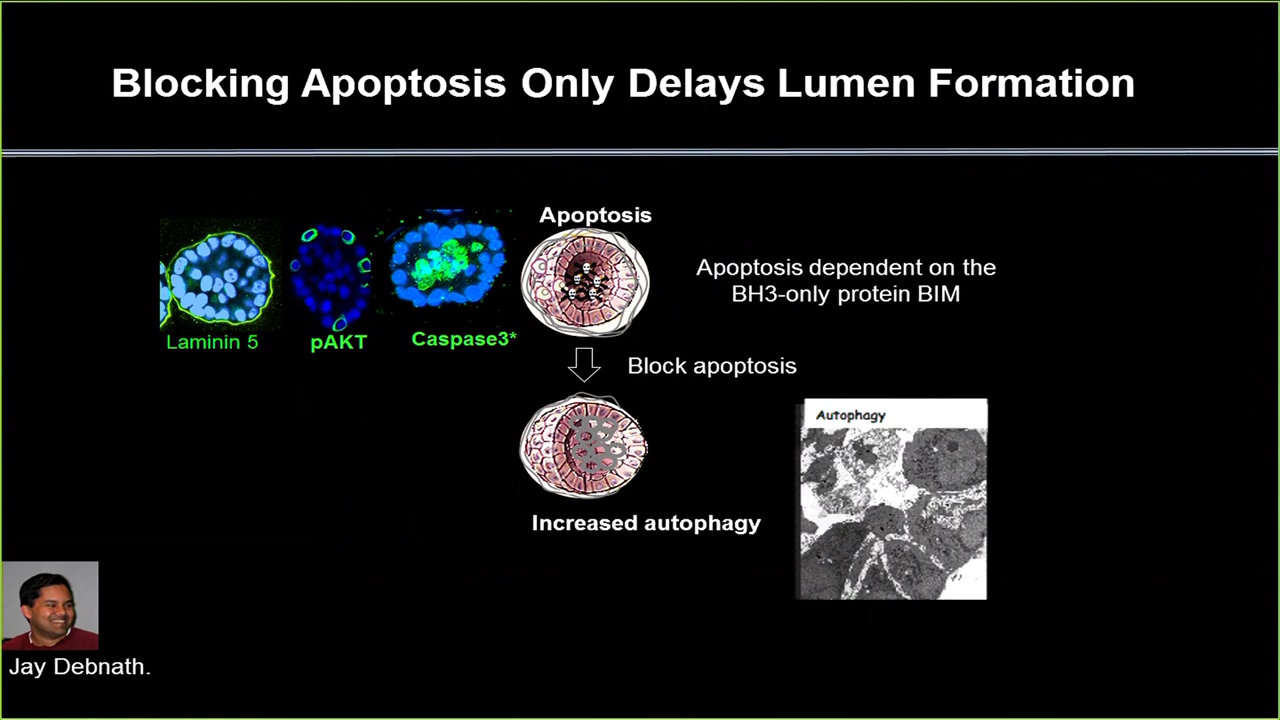 Blocking Apoptosis Only Delays Lumen Formation
Apoptosis
Apoptosis dependent on the
BH3-only protein BIM
Laminin 5
pAKT
Caspase3*
Block apoptosis
Autophagy
Increased autophagy
Jay Debnath.